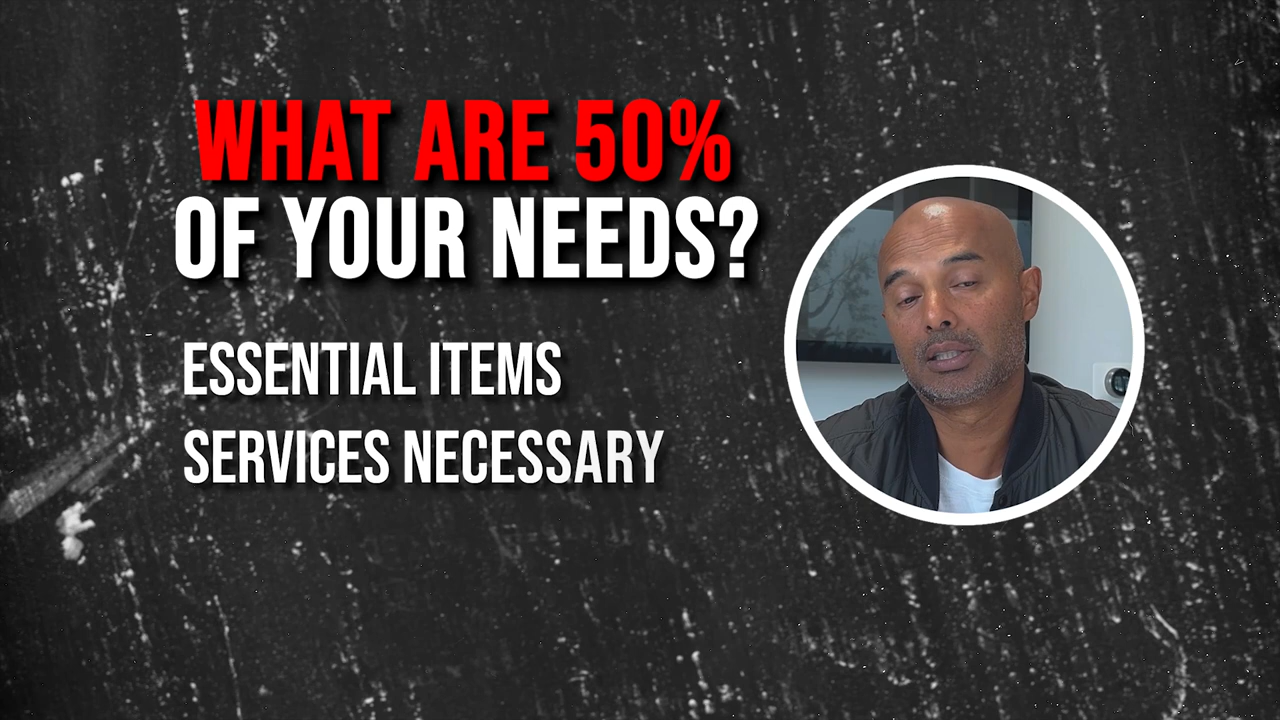 WHAT ARE 50%
OF YOUR NEEDS?
ESSENTIAL ITEMS
SERVICES NECESSARY